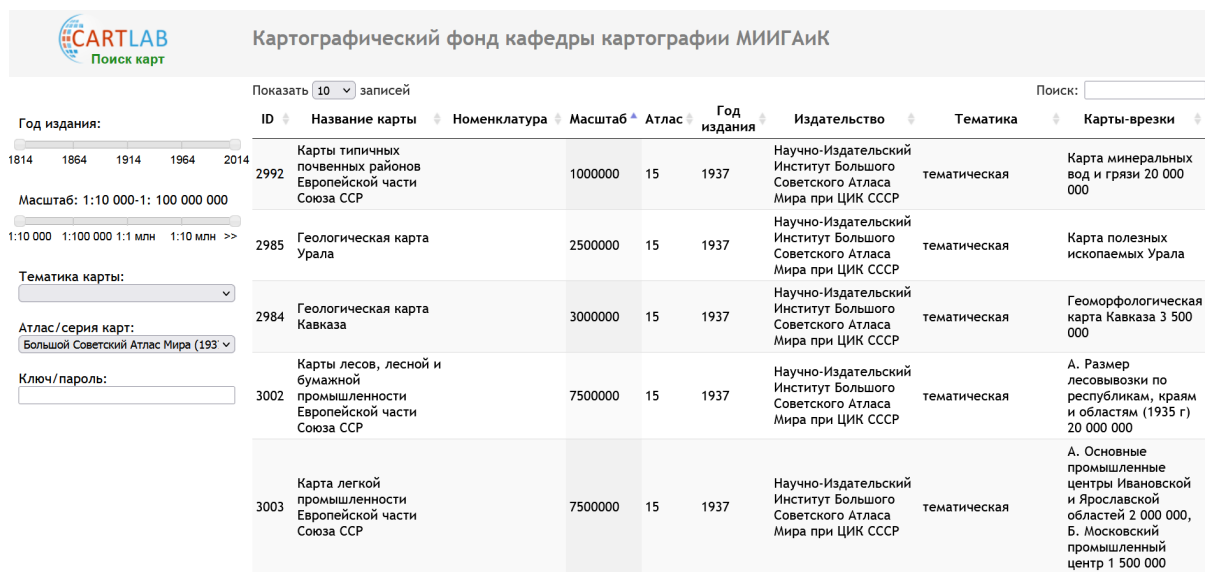 CARTLAB
Поиск карт
Картографический фонд кафедры картографии МИИГАиК
Год издания:
1814 1864 1914 1964 2014
Масштаб: 1:10 000-1: 100 000 000
1:10 000 1:100 000 1:1 млн 1:10 млн >>
Тематика карты:
Атлас/серия карт:
Большой Советский Атлас Мира (193
Ключ/пароль:
Показать 10 записей
Поиск:
ID Название карты Номенклатура Масштаб Атлас Год издания Издательство Тематика Карты-врезки
2992
Карты типичных
почвенных районов
Европейской части
Союза ССР
1000000 15 1937
Научно-Издательский
Институт Большого
Советского Атласа
Мира при ЦИК СССР
тематическая
Карта минеральных
вод и грязи 20 000
000
2985
Геологическая карта
Урала
2500000 15 1937
Научно-Издательский
Институт Большого
Советского Атласа
Мира при ЦИК СССР
тематическая
Карта полезных
ископаемых Урала
2984
Геологическая карта
Кавказа
3000000 15 1937
Научно-Издательский
Институт Большого
Советского Атласа
Мира при ЦИК СССР
тематическая
Геоморфологическая
карта Кавказа 3 500
000
3002
Карты лесов, лесной и
бумажной
промышленности
Европейской части
Союза ССР
7500000 15 1937
Научно-Издательский
Институт Большого
Советского Атласа
Мира при ЦИК СССР
тематическая
А. Размер
лесовывозки по
республикам, краям
и областям (1935 г)
20 000 000
3003
Карта легкой
промышленности
Европейской части
Союза ССР
7500000 15 1937
Научно-Издательский
Институт Большого
Советского Атласа
Мира при ЦИК СССР
тематическая
А. Основные
промышленные
центры Ивановской
и Ярославской
областей 2 000 000,
Б. Московский
промышленный
центр 1 500 000